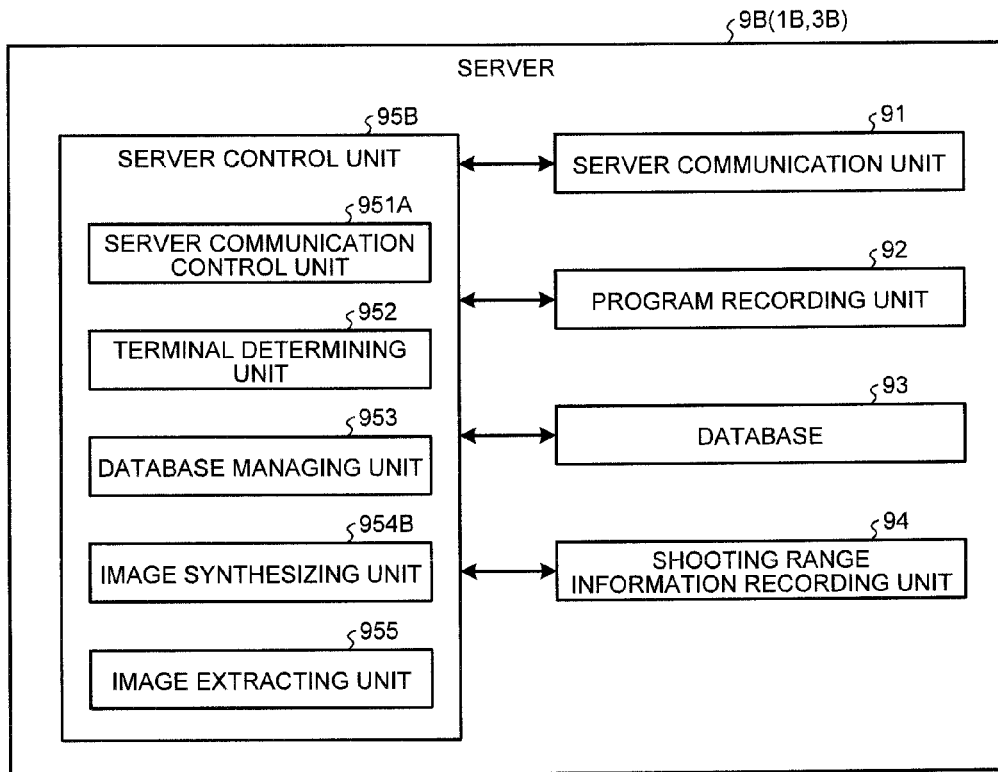 9B(1B,3B)
SERVER
95B
SERVER CONTROL UNIT
951A
SERVER COMMUNICATION
CONTROL UNIT
952
TERMINAL DETERMINING
UNIT
953
DATABASE MANAGING UNIT
954B
IMAGE SYNTHESIZING UNIT
955
IMAGE EXTRACTING UNIT
91
SERVER COMMUNICATION UNIT
92
PROGRAM RECORDING UNIT
93
DATABASE
94
SHOOTING RANGE
INFORMATION RECORDING UNIT